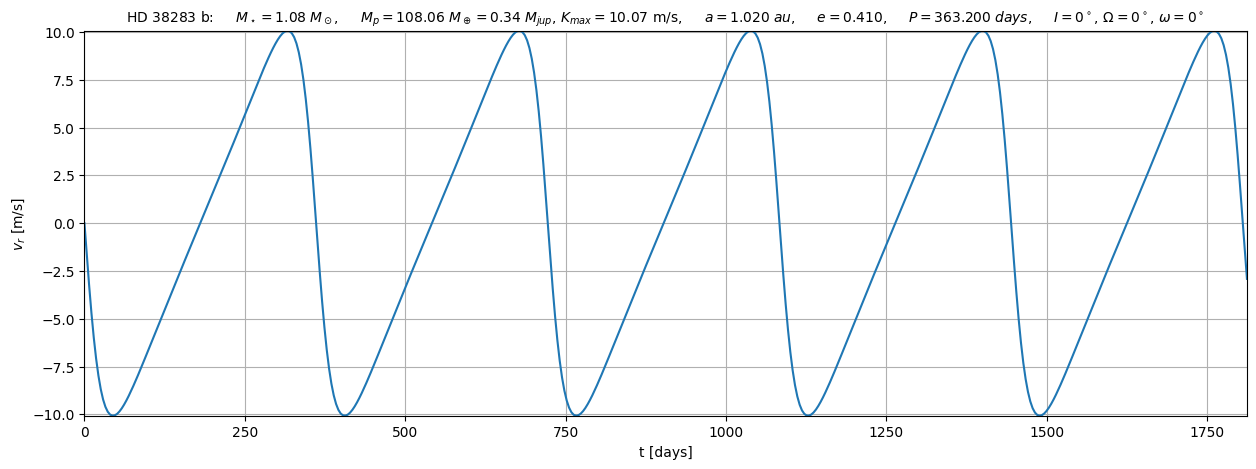 HD 38283 b: M⋆ = 1.08 M⊙, Mp = 108.06 M⊕ = 0.34 Mjup, Kmax = 10.07 m/s, a = 1.020 au, e = 0.410, P = 363.200 days, I = 0°, Ω = 0°, ω = 0°
10.0
7.5
5.0
2.5
0.0
−2.5
−5.0
−7.5
−10.0
vr [m/s]
0 250 500 750 1000 1250 1500 1750
t [days]